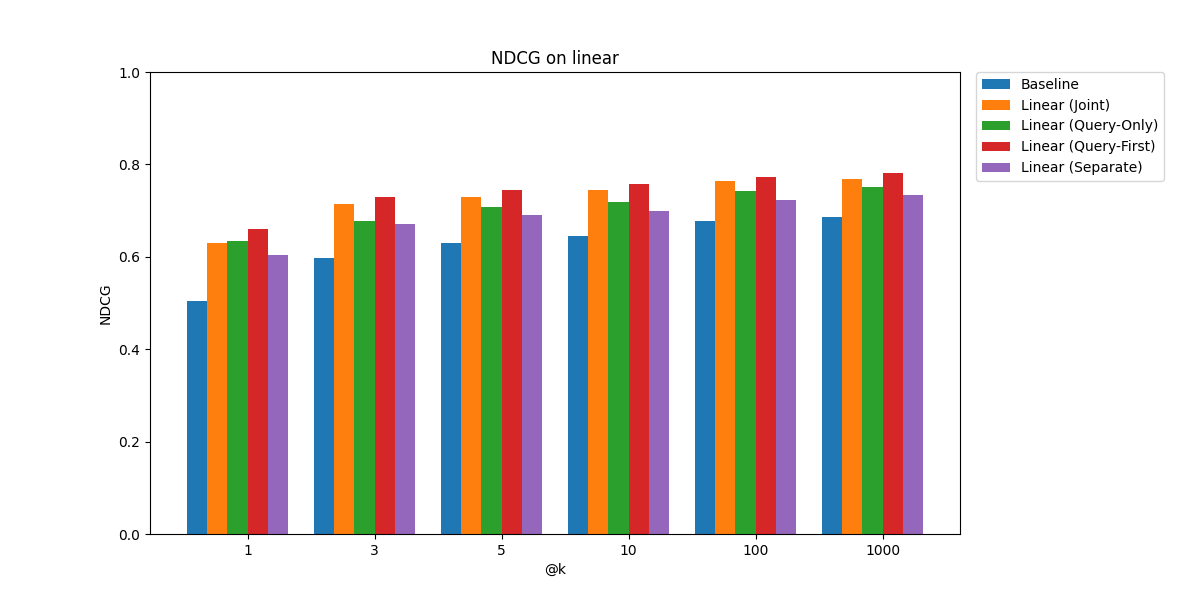 NDCG on linear
1.0
0.8
0.6
0.4
0.2
0.0
NDCG
1 3 5 10 100 1000
@k
Baseline
Linear (Joint)
Linear (Query-Only)
Linear (Query-First)
Linear (Separate)